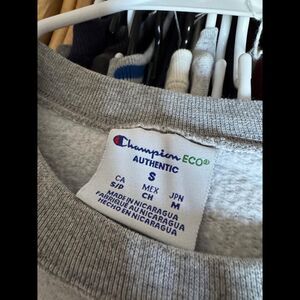 Champion ECO®
AUTHENTIC
S
CA MEX JPN
S/P CH M
MADE IN NICARAGUA
FABRIQUÉ AU NICARAGUA
HECHO EN NICARAGUA